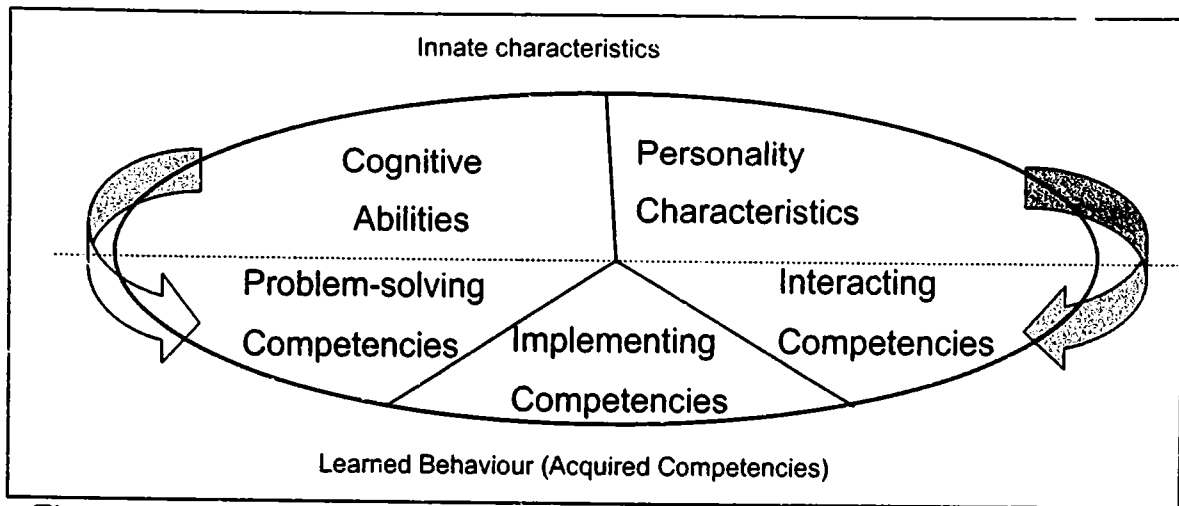 Innate characteristics
Cognitive
Abilities
Personality
Characteristics
Problem-solving
Competencies
Implementing
Competencies
Interacting
Competencies
Learned Behaviour (Acquired Competencies)